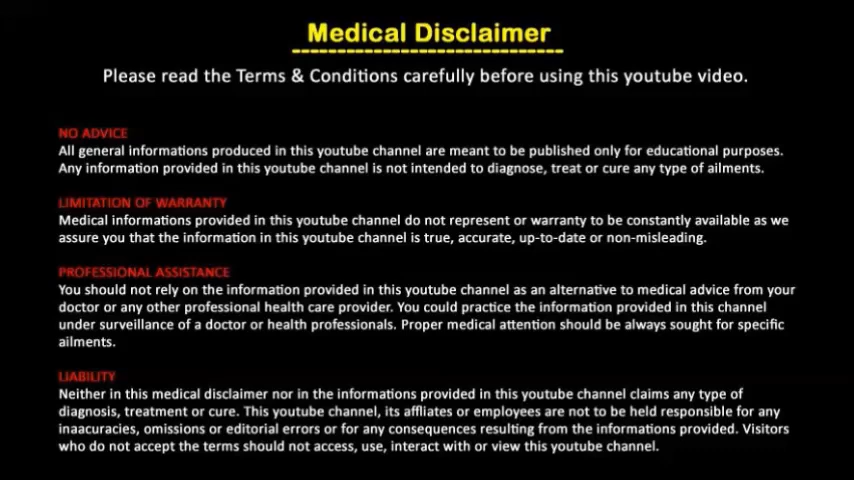 Medical Disclaimer
Please read the Terms & Conditions carefully before using this youtube video.
NO ADVICE
All general informations produced in this youtube channel are meant to be published only for educational purposes.
Any information provided in this youtube channel is not intended to diagnose, treat or cure any type of ailments.
LIMITATION OF WARRANTY
Medical informations provided in this youtube channel do not represent or warranty to be constantly available as we
assure you that the information in this youtube channel is true, accurate, up-to-date or non-misleading.
PROFESSIONAL ASSISTANCE
You should not rely on the information provided in this youtube channel as an alternative to medical advice from your
doctor or any other professional health care provider. You could practice the information provided in this channel
under surveillance of a doctor or health professionals. Proper medical attention should be always sought for specific
ailments.
LIABILITY
Neither in this medical disclaimer nor in the informations provided in this youtube channel claims any type of
diagnosis, treatment or cure. This youtube channel, its affliates or employees are not to be held responsible for any
inaacuracies, omissions or editorial errors or for any consequences resulting from the informations provided. Visitors
who do not accept the terms should not access, use, interact with or view this youtube channel.